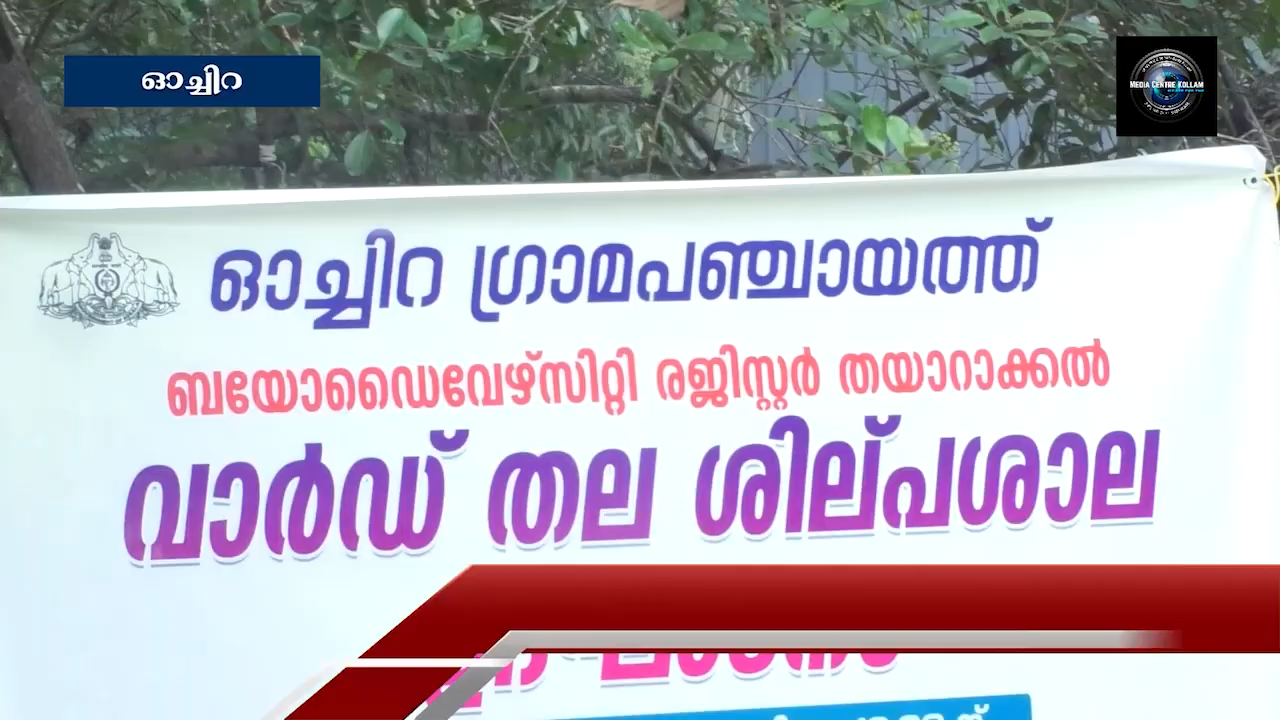 ഓച്ചിറ
MEDIA CENTRE KOLLAM
ഓച്ചിറ ഗ്രാമപഞ്ചായത്ത്
ബയോഡൈവേഴ്സിറ്റി രജിസ്റ്റർ തയാറാക്കൽ
വാർഡ് തല ശില്പശാല